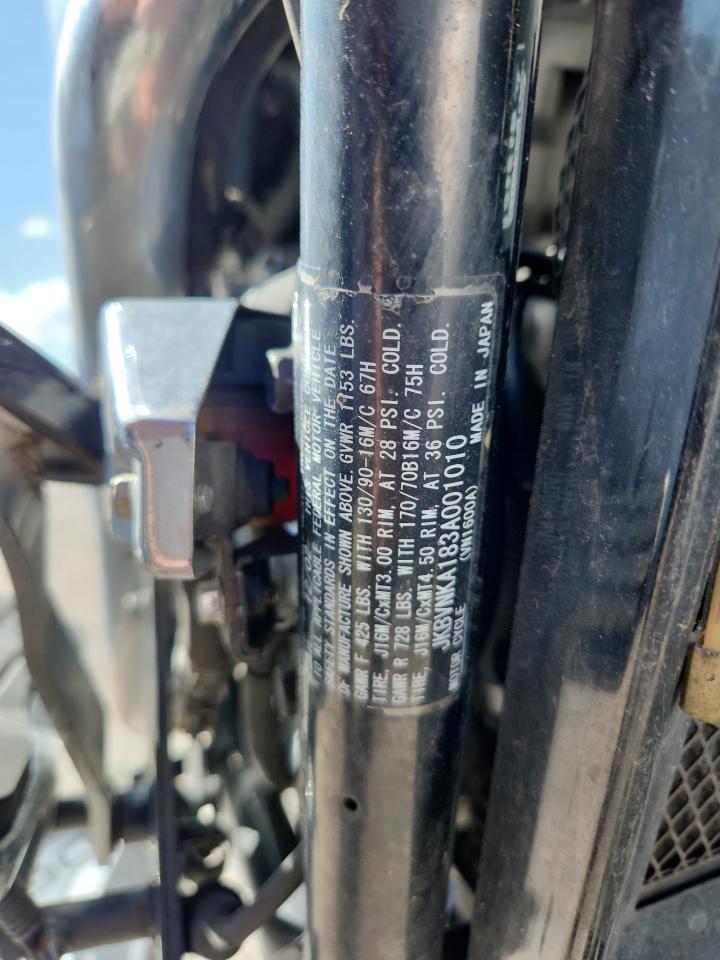 TO ALL APPLICABLE FEDERAL MOTOR VEHICLE
SAFETY STANDARDS IN EFFECT ON THE DATE
OF MANUFACTURE SHOWN ABOVE. GVWR 1153 LBS.
GAWR F 425 LBS. WITH 130/90-16M/C 67H
TIRE, J16M/CxMT3.00 RIM, AT 28 PSI. COLD.
GAWR R 728 LBS. WITH 170/70B16M/C 75H
TIRE, J16M/CxMT4.50 RIM, AT 36 PSI. COLD.
JKBVNKA183A001010
MOTOR CYCLE (VN1600A) MADE IN JAPAN